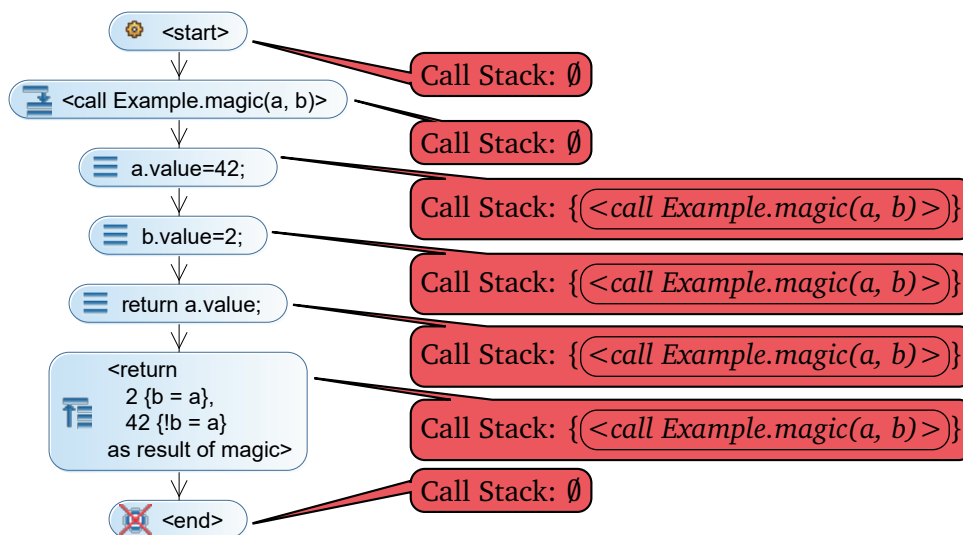 <start>
Call Stack: ∅
<call Example.magic(a, b)>
Call Stack: ∅
a.value=42;
Call Stack: {<call Example.magic(a, b)>}
b.value=2;
Call Stack: {<call Example.magic(a, b)>}
return a.value;
Call Stack: {<call Example.magic(a, b)>}
<return
2 {b = a},
42 {!b = a}
as result of magic>
Call Stack: {<call Example.magic(a, b)>}
<end>
Call Stack: ∅